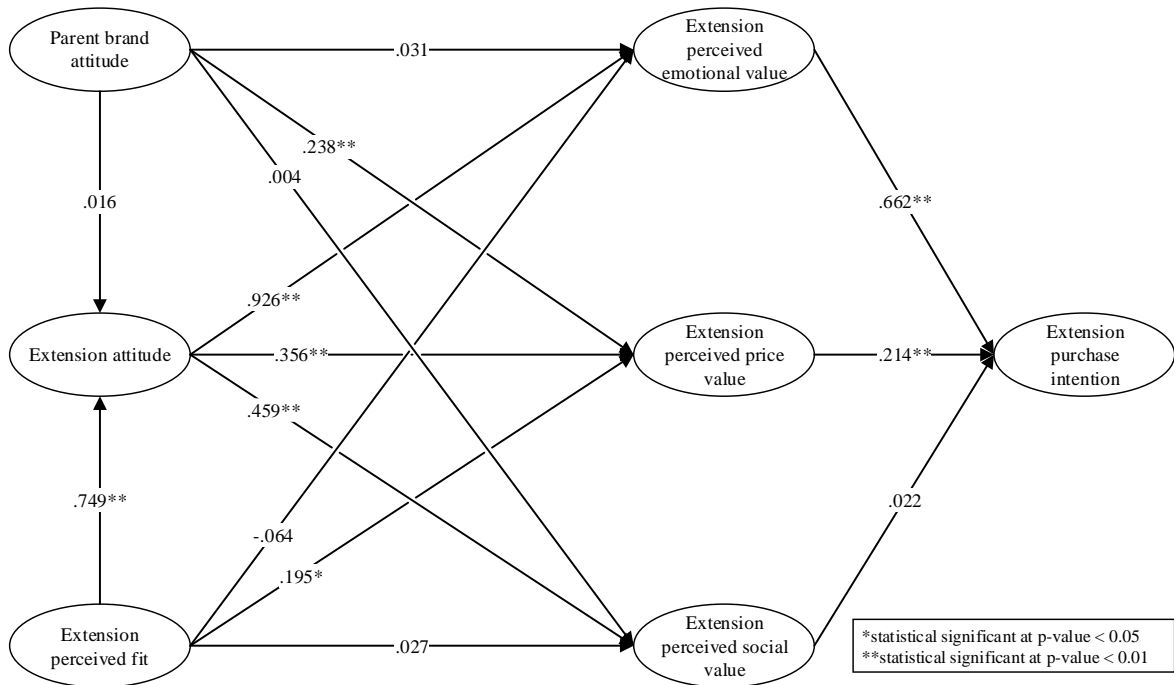 Parent brand
attitude
.031
Extension
perceived
emotional value
.238**
.004
.016
.662**
.926**
Extension attitude
.356**
Extension
perceived price
value
.214**
Extension
purchase
intention
.459**
.749**
.022
-.064
.195*
Extension
perceived fit
.027
Extension
perceived social
value
*statistical significant at p-value < 0.05
**statistical significant at p-value < 0.01